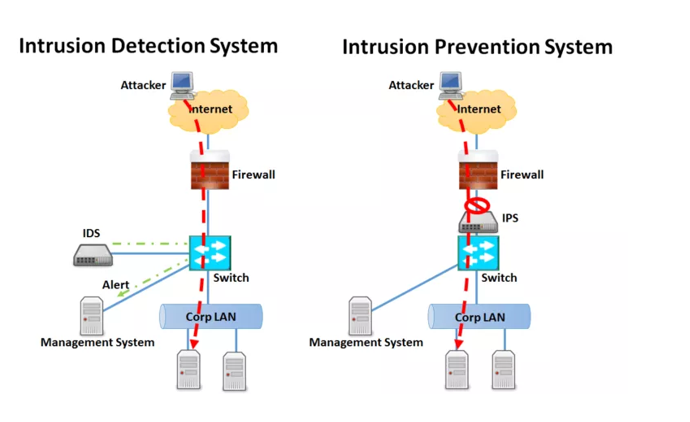 Intrusion Detection System
Attacker
Internet
Firewall
IDS
Switch
Alert
Corp LAN
Management System
Intrusion Prevention System
Attacker
Internet
Firewall
IPS
Switch
Corp LAN
Management System